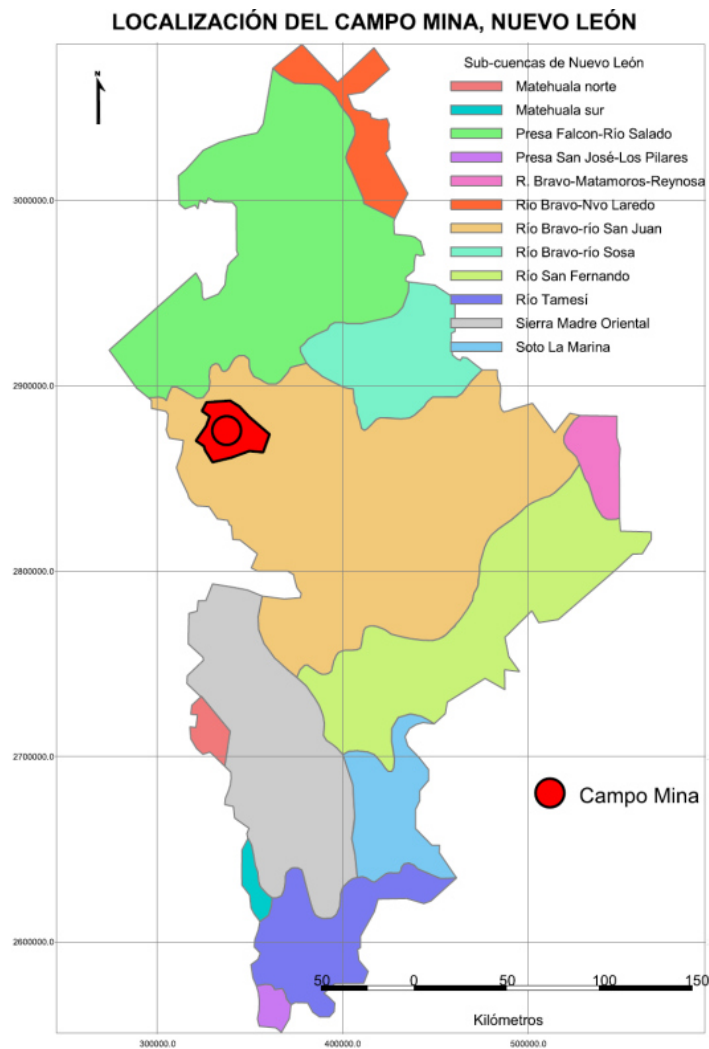 LOCALIZACIÓN DEL CAMPO MINA, NUEVO LEÓN
Sub-cuencas de Nuevo León
N
Matehuala norte
Matehuala sur
Presa Falcon-Río Salado
Presa San José-Los Pilares
R. Bravo-Matamoros-Reynosa
Río Bravo-Nvo Laredo
Río Bravo-río San Juan
Río Bravo-río Sosa
Río San Fernando
Río Tamesí
Sierra Madre Oriental
Soto La Marina
3000000.0
2900000.0
2800000.0
2700000.0
Campo Mina
2600000.0
50 0 50 100 150
Kilómetros
300000.0 400000.0 500000.0